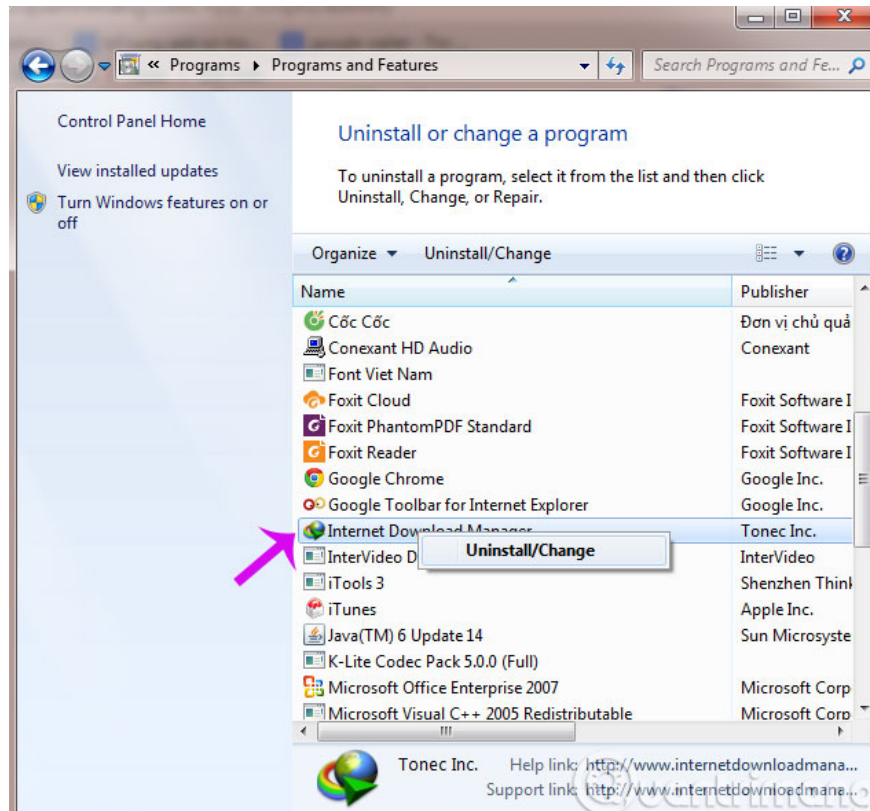 « Programs ▸ Programs and Features
Search Programs and Fe...
Control Panel Home
View installed updates
Turn Windows features on or
off
Uninstall or change a program
To uninstall a program, select it from the list and then click
Uninstall, Change, or Repair.
Organize Uninstall/Change
Name Publisher
Cốc Cốc Đơn vị chủ quả
Conexant HD Audio Conexant
Font Viet Nam
Foxit Cloud Foxit Software I
Foxit PhantomPDF Standard Foxit Software I
Foxit Reader Foxit Software I
Google Chrome Google Inc.
Google Toolbar for Internet Explorer Google Inc.
Internet Download Manager Tonec Inc.
Uninstall/Change
InterVideo D InterVideo
iTools 3 Shenzhen Think
iTunes Apple Inc.
Java(TM) 6 Update 14 Sun Microsyste
K-Lite Codec Pack 5.0.0 (Full)
Microsoft Office Enterprise 2007 Microsoft Corp
Microsoft Visual C++ 2005 Redistributable Microsoft Corp
Tonec Inc. Help link: http://www.internetdownloadmana...
Support link: http://www.internetdownloadmana...